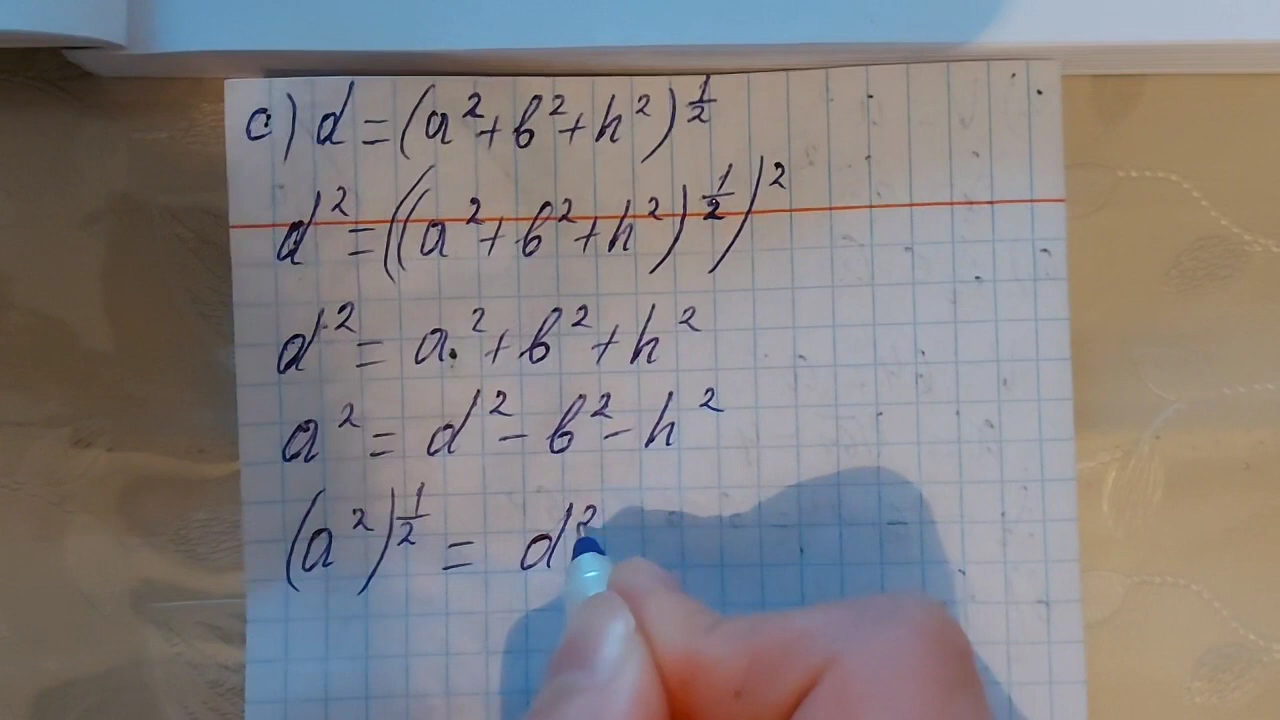 c) d = (a² + b² + h²)^½
d² = ((a² + b² + h²)^½)²
d² = a² + b² + h²
a² = d² - b² - h²
(a²)^½ = d²